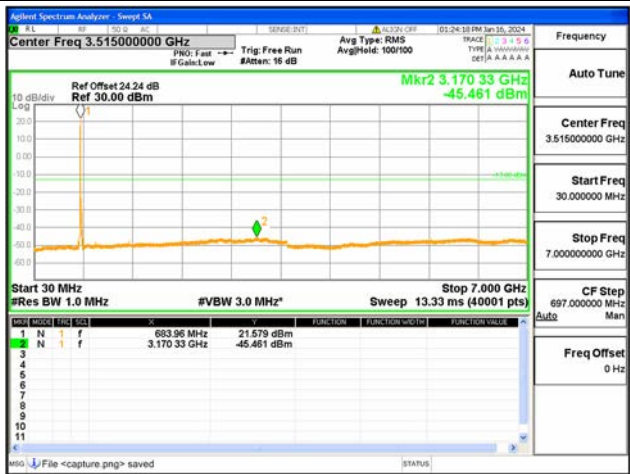 Agilent Spectrum Analyzer - Swept SA
RL RF 50 Ω AC SENSE:INT ALIGN OFF 01:24:18 PM Jan 16, 2024
Center Freq 3.515000000 GHz
PNO: Fast
IFGain:Low
Trig: Free Run
#Atten: 16 dB
Avg Type: RMS
Avg|Hold: 100/100
TRACE 1 2 3 4 5 6
TYPE A WWWWW
DET A A A A A A
Ref Offset 24.24 dB
Ref 30.00 dBm
10 dB/div
Log
Mkr2 3.170 33 GHz
-45.461 dBm
20.0
10.0
0.00
-10.0
-20.0
-30.0
-40.0
-50.0
-60.0
1
2
Start 30 MHz
#Res BW 1.0 MHz
#VBW 3.0 MHz*
Stop 7.000 GHz
Sweep 13.33 ms (40001 pts)
MKR MODE TRC SCL X Y FUNCTION FUNCTION WIDTH FUNCTION VALUE
1 N 1 f 683.96 MHz 21.579 dBm
2 N 1 f 3.170 33 GHz -45.461 dBm
3
4
5
6
7
8
9
10
11
MSG File <capture.png> saved STATUS
Frequency
Auto Tune
Center Freq
3.515000000 GHz
Start Freq
30.000000 MHz
Stop Freq
7.000000000 GHz
CF Step
697.000000 MHz
Auto Man
Freq Offset
0 Hz